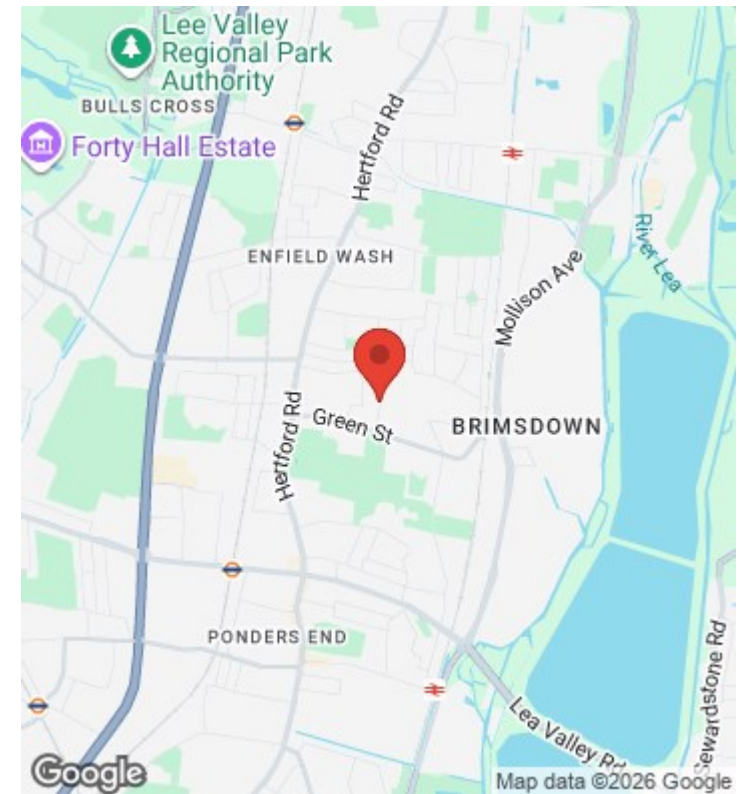 Lee Valley
Regional Park
Authority
BULLS CROSS
Forty Hall Estate
Hertford Rd
ENFIELD WASH
River Lea
Mollison Ave
Hertford Rd
Green St
BRIMSDOWN
PONDERS END
Lea Valley Rd
Sewardstone Rd
Google
Map data ©2026 Google